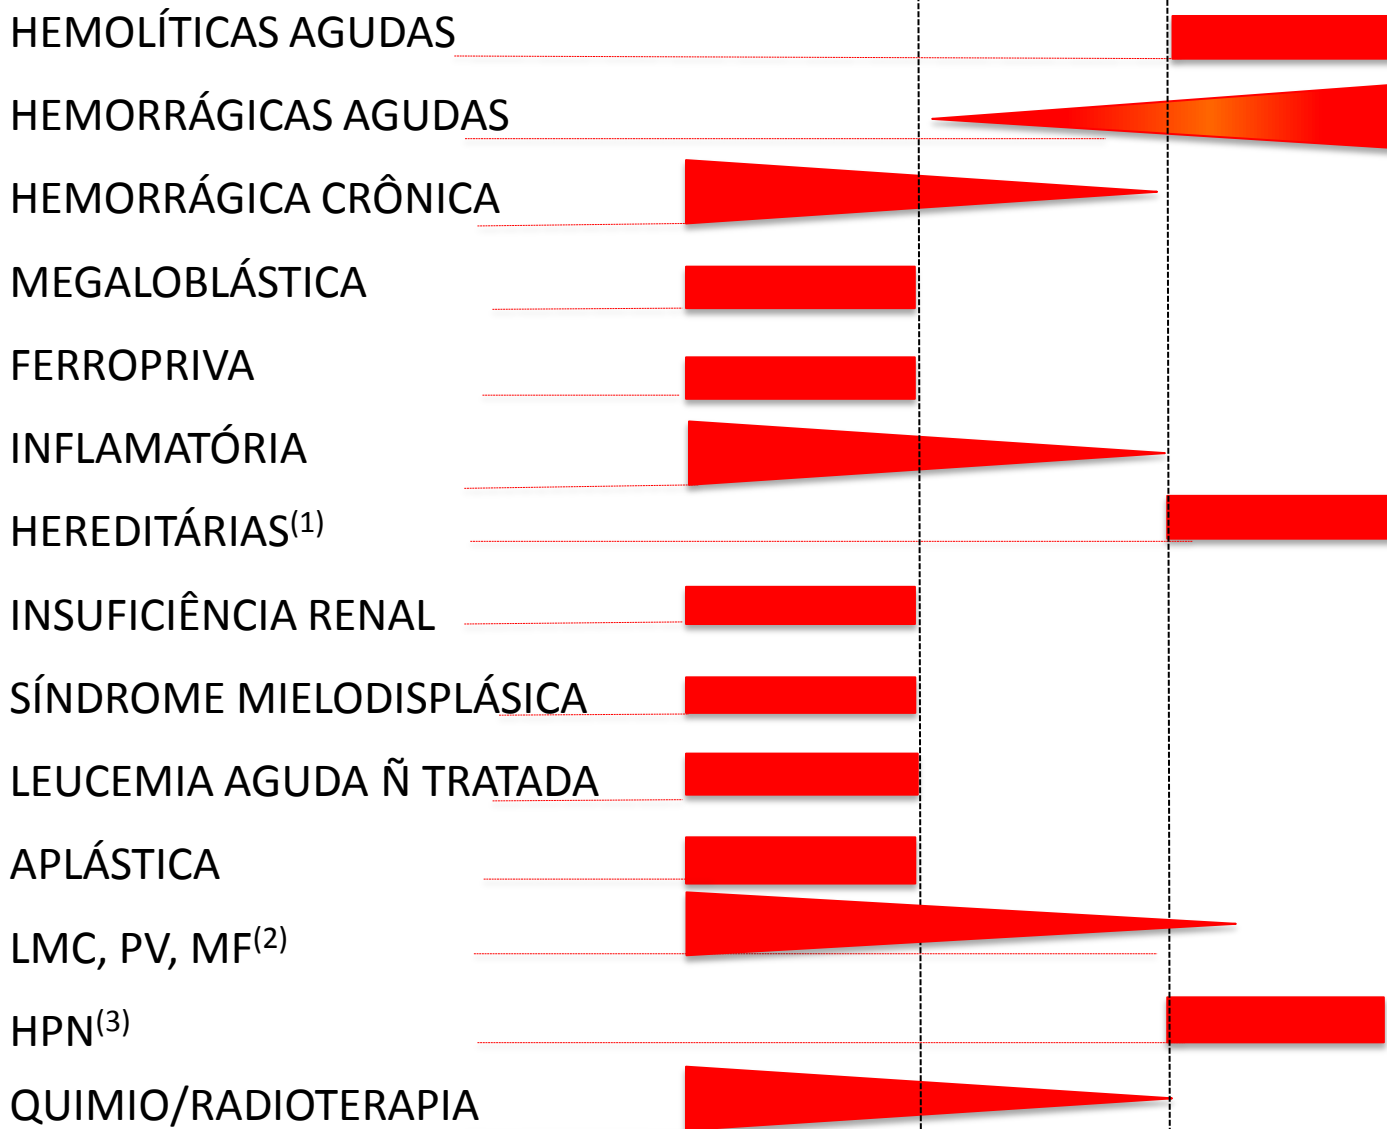 HEMOLÍTICAS AGUDAS
HEMORRÁGICAS AGUDAS
HEMORRÁGICA CRÔNICA
MEGALOBLÁSTICA
FERROPRIVA
INFLAMATÓRIA
HEREDITÁRIAS(1)
INSUFICIÊNCIA RENAL
SÍNDROME MIELODISPLÁSICA
LEUCEMIA AGUDA Ñ TRATADA
APLÁSTICA
LMC, PV, MF(2)
HPN(3)
QUIMIO/RADIOTERAPIA